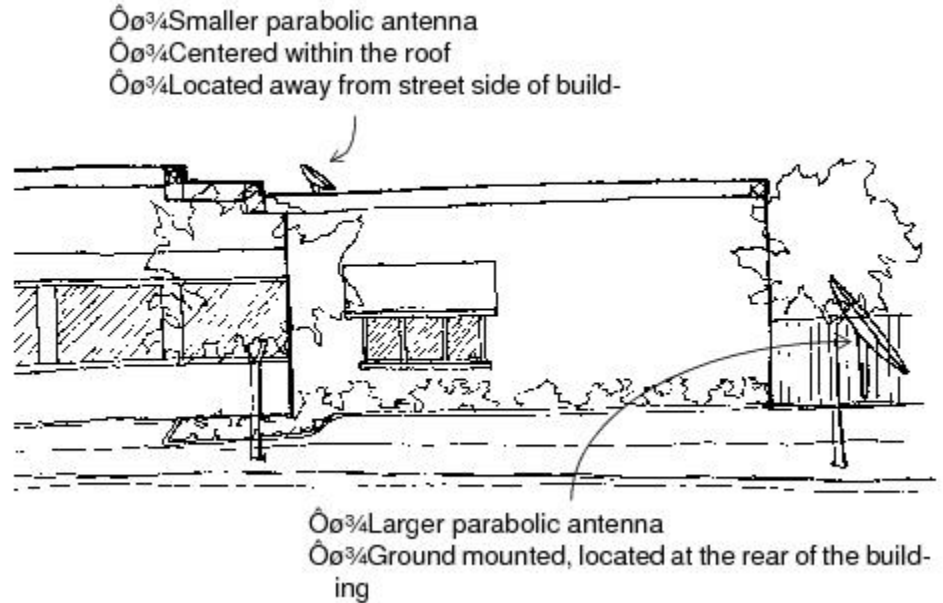 Ôø¾Smaller parabolic antenna
Ôø¾Centered within the roof
Ôø¾Located away from street side of build-
Ôø¾Larger parabolic antenna
Ôø¾Ground mounted, located at the rear of the build-
ing